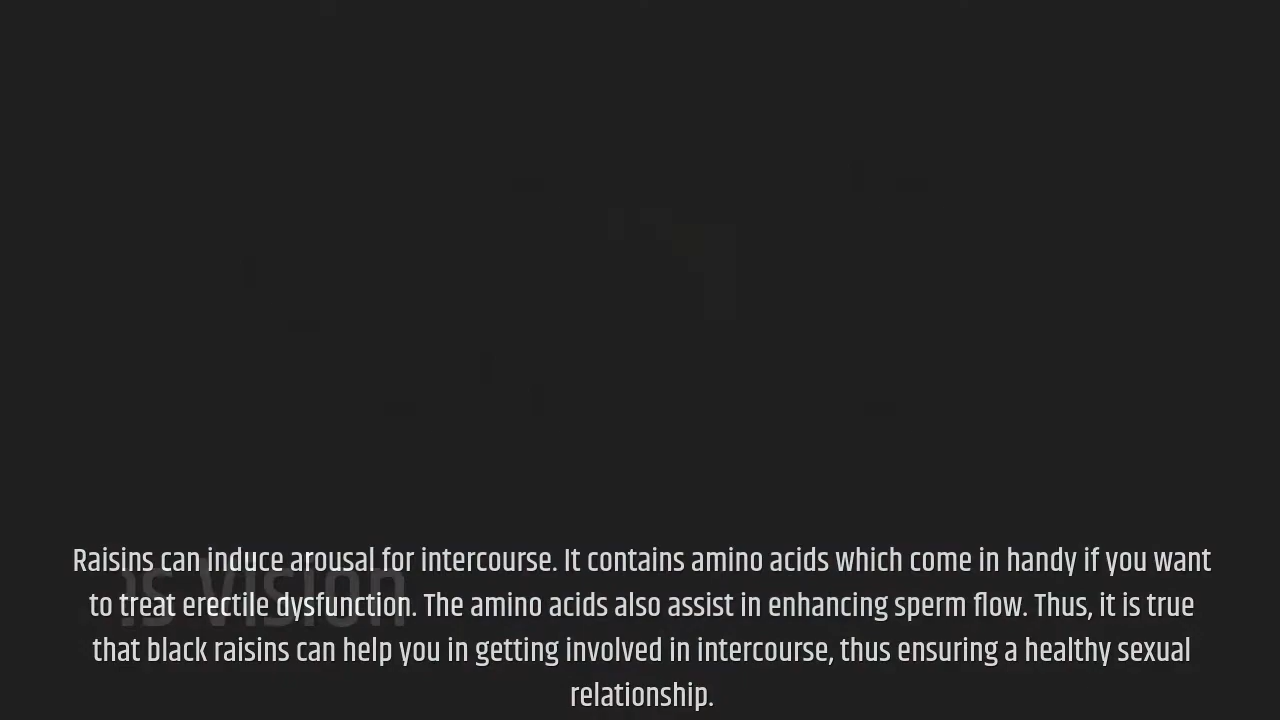 Raisins can induce arousal for intercourse. It contains amino acids which come in handy if you want
to treat erectile dysfunction. The amino acids also assist in enhancing sperm flow. Thus, it is true
that black raisins can help you in getting involved in intercourse, thus ensuring a healthy sexual
relationship.
is Vision